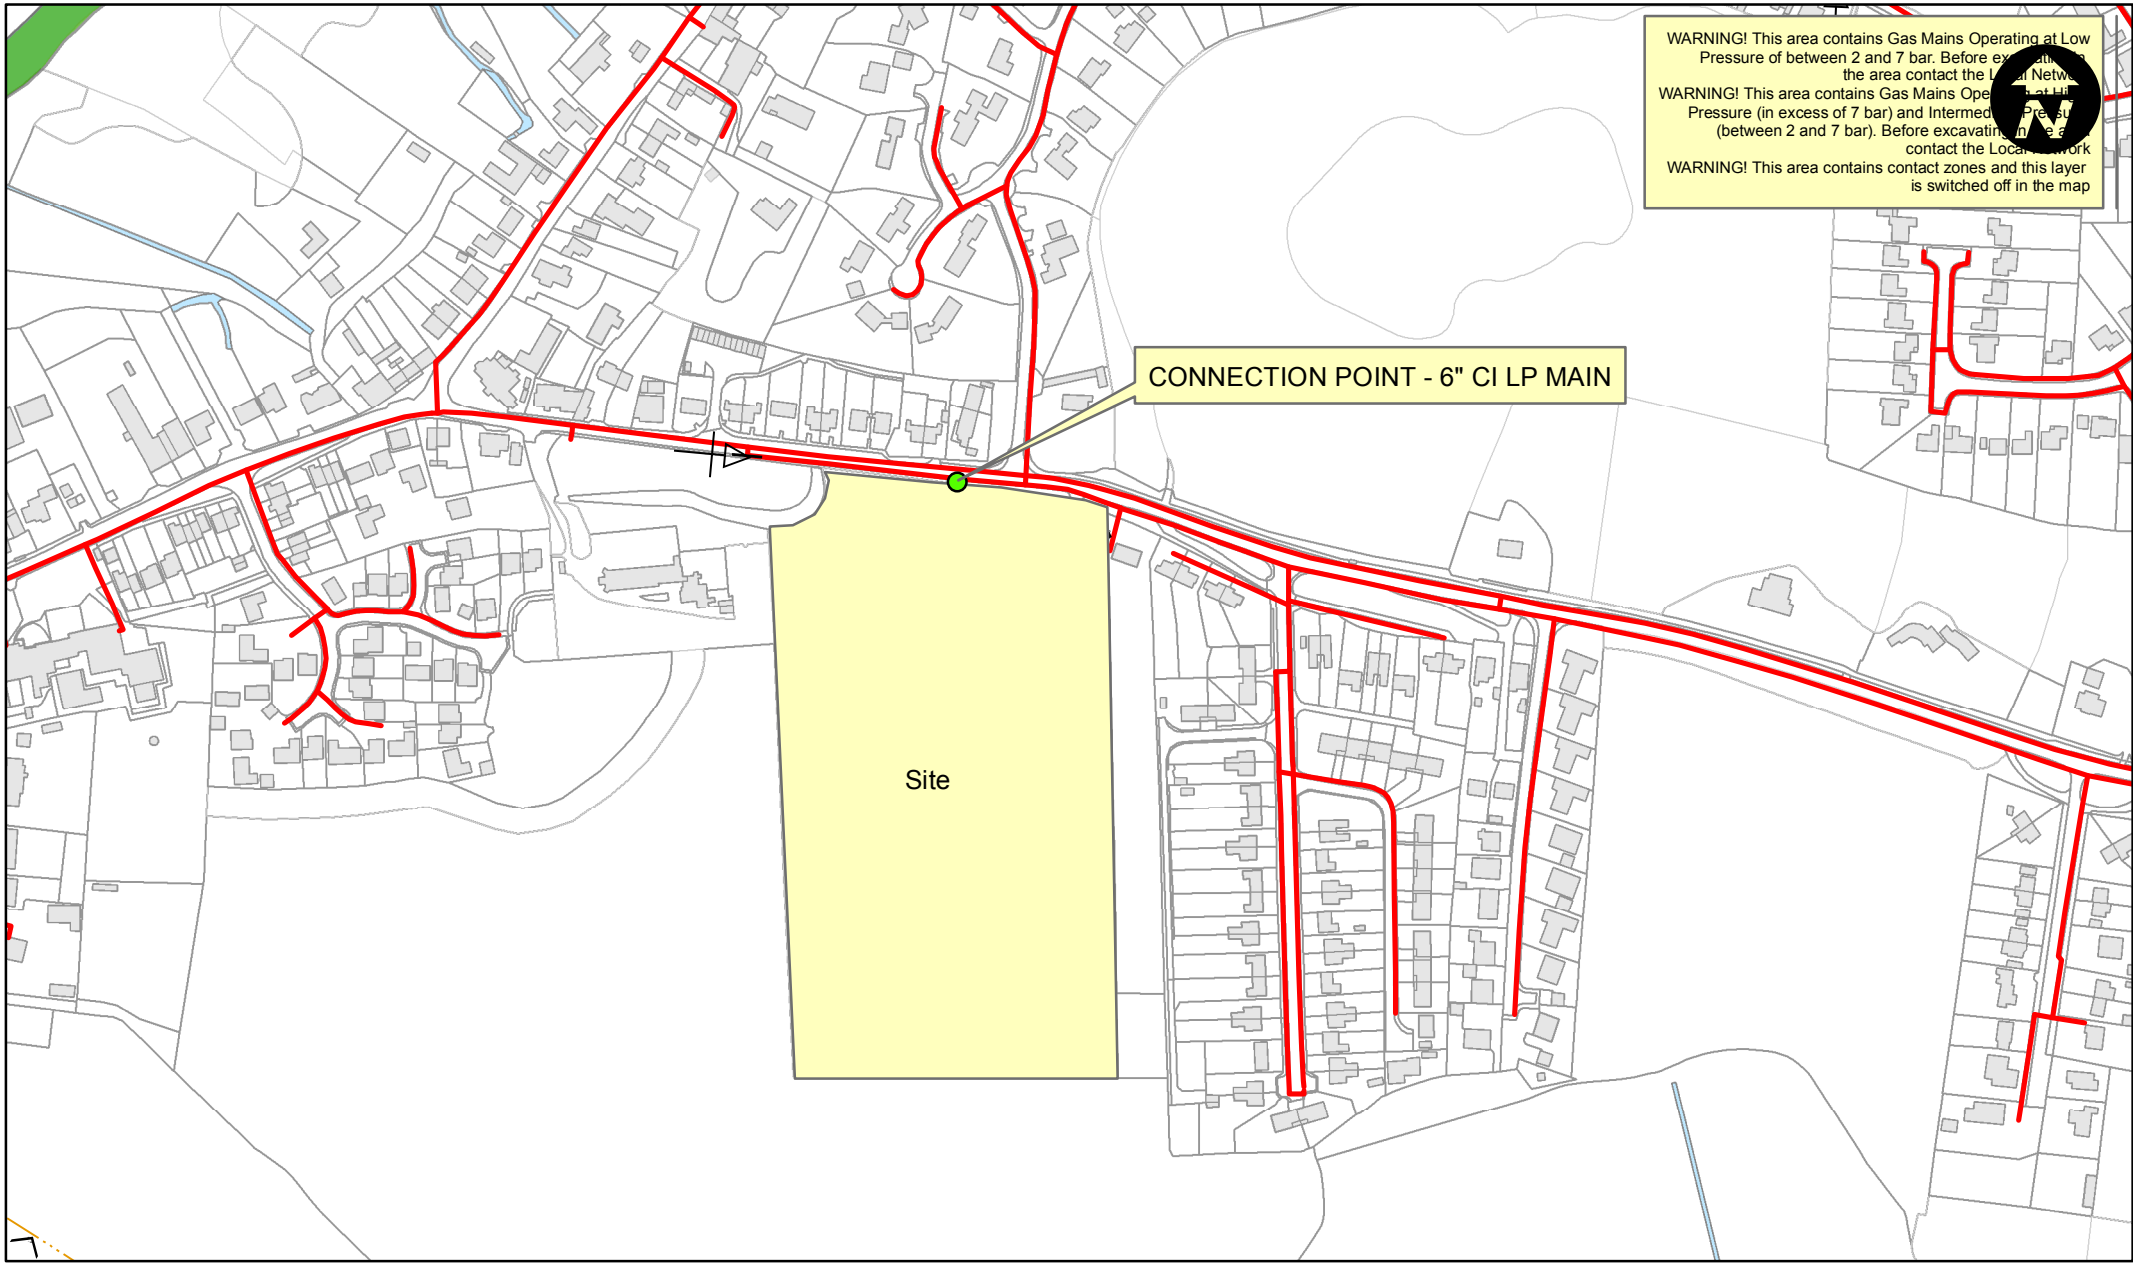 WARNING! This area contains Gas Mains Operating at Low
Pressure of between 2 and 7 bar. Before
the area contact the
WARNING! This area contains Gas Mains
Pressure (in excess of 7 bar) and
(between 2 and 7 bar). Before excavating
contact the Local
WARNING! This area contains contact zones and this layer
is switched off in the map
CONNECTION POINT - 6" CI LP MAIN
Site